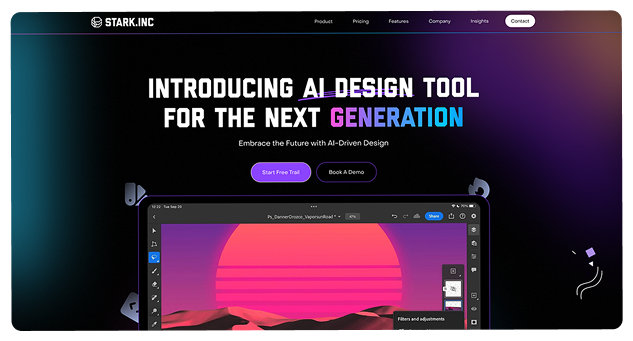 STARK.INC
Product Pricing Features Company Insights Contact
INTRODUCING AI DESIGN TOOL
FOR THE NEXT GENERATION
Embrace the Future with AI-Driven Design
Start Free Trail Book A Demo
12:22 Tue Sep 20
Ps_DannerOrozco_VaporsunRoad * Share
Filters and adjustments